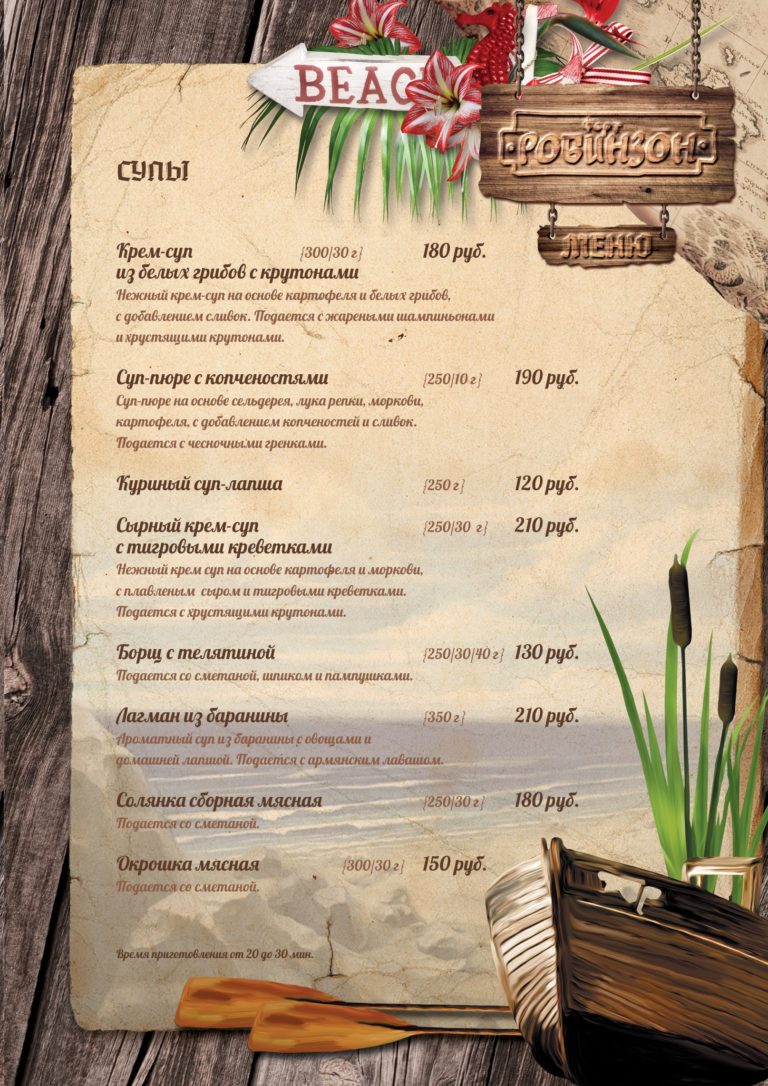 BEAC
форт
РОБИНЗОН
МЕНЮ
СУПЫ
Крем-суп {300/30 г} 180 руб.
из белых грибов с крутонами
Нежный крем-суп на основе картофеля и белых грибов,
с добавлением сливок. Подается с жареными шампиньонами
и хрустящими крутонами.
Суп-пюре с копченостями {250/10 г} 190 руб.
Суп-пюре на основе сельдерея, лука репки, моркови,
картофеля, с добавлением копченостей и сливок.
Подается с чесночными гренками.
Куриный суп-лапша {250 г} 120 руб.
Сырный крем-суп {250/30 г} 210 руб.
с тигровыми креветками
Нежный крем суп на основе картофеля и моркови,
с плавленым сыром и тигровыми креветками.
Подается с хрустящими крутонами.
Борщ с телятиной {250/30/40 г} 130 руб.
Подается со сметаной, шпиком и пампушками.
Лагман из баранины {350 г} 210 руб.
Ароматный суп из баранины с овощами и
домашней лапшой. Подается с армянским лавашом.
Солянка сборная мясная {250/30 г} 180 руб.
Подается со сметаной.
Окрошка мясная {300/30 г} 150 руб.
Подается со сметаной.
Время приготовления от 20 до 30 мин.